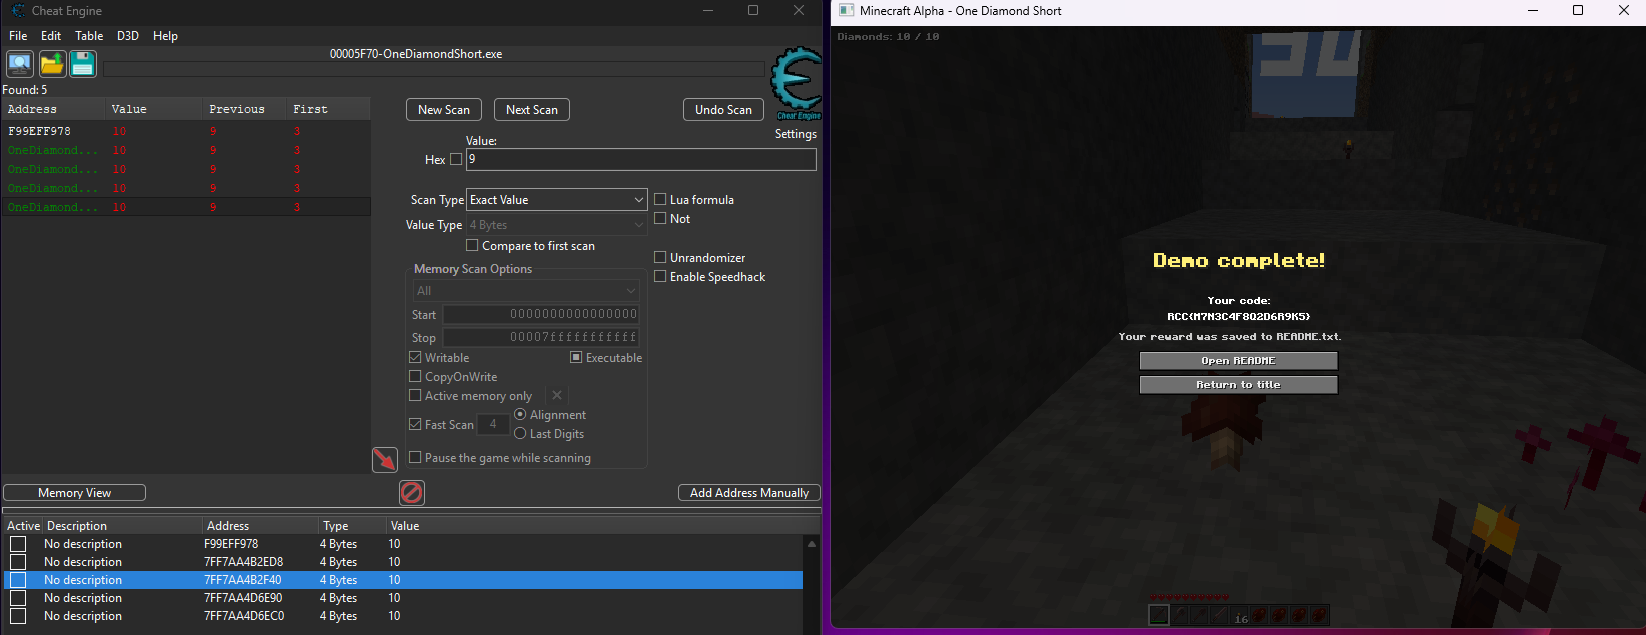 Cheat Engine
File Edit Table D3D Help
00005F70-OneDiamondShort.exe
Found: 5
Address Value Previous First
F99EFF978 10 9 3
OneDiamond... 10 9 3
OneDiamond... 10 9 3
OneDiamond... 10 9 3
OneDiamond... 10 9 3
New Scan Next Scan Undo Scan
Cheat Engine
Settings
Value:
Hex 9
Scan Type Exact Value Lua formula
Not
Value Type 4 Bytes
Compare to first scan
Unrandomizer
Enable Speedhack
Memory Scan Options
All
Start 0000000000000000
Stop 00007fffffffffff
Writable Executable
CopyOnWrite
Active memory only
Fast Scan 4 Alignment
Last Digits
Pause the game while scanning
Memory View Add Address Manually
Active Description Address Type Value
No description F99EFF978 4 Bytes 10
No description 7FF7AA4B2ED8 4 Bytes 10
No description 7FF7AA4B2F40 4 Bytes 10
No description 7FF7AA4D6E90 4 Bytes 10
No description 7FF7AA4D6EC0 4 Bytes 10
Minecraft Alpha - One Diamond Short
Diamonds: 10 / 10
Demo complete!
Your code:
RCC{M7N3C4F8Q2D6R9K5}
Your reward was saved to README.txt.
Open README
Return to title
16